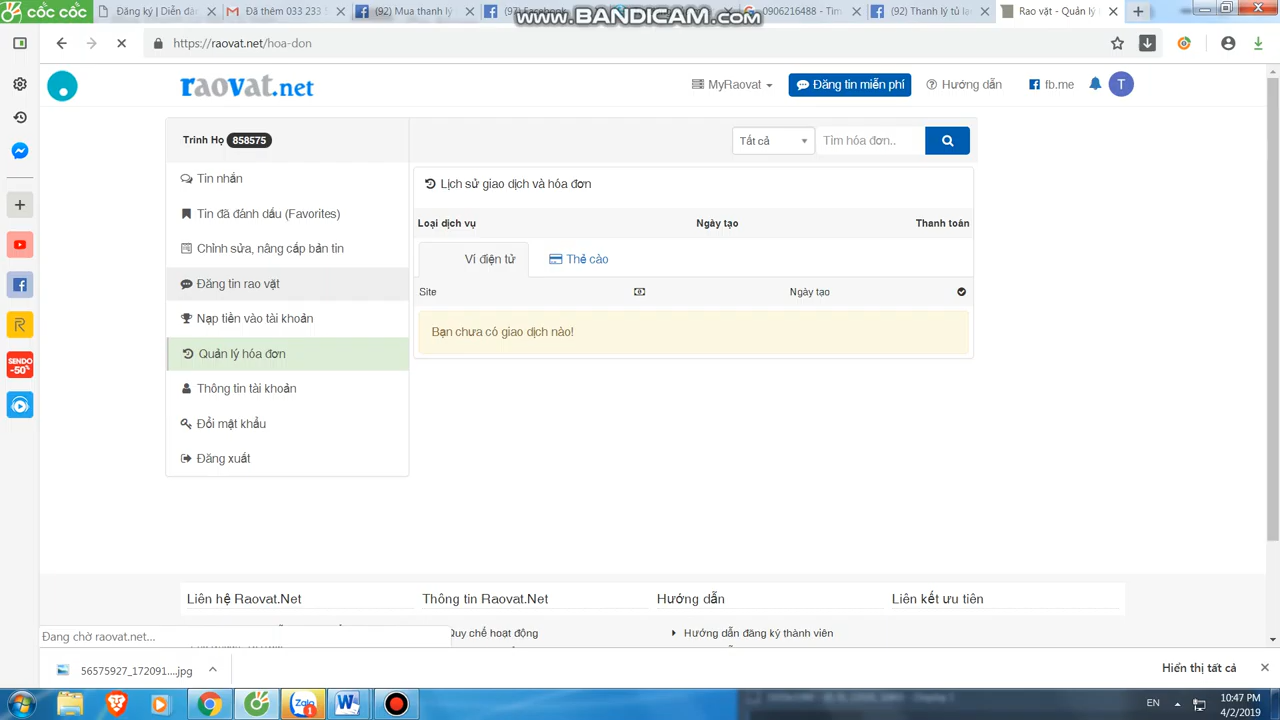 cốc cốc
Đăng ký | Diễn đà
Đã thêm 033 233
(92) Mua thanh lý
(92) Facebook
0906216488 - Tìm
(92) Thanh lý tủ lạ
Rao vặt - Quản lý
www.BANDICAM.com
https://raovat.net/hoa-don
raovat.net
MyRaovat
Đăng tin miễn phí
Hướng dẫn
fb.me
T
Trinh Họ 858575
Tất cả
Tìm hóa đơn..
Tin nhắn
Tin đã đánh dấu (Favorites)
Chỉnh sửa, nâng cấp bản tin
Đăng tin rao vặt
Nạp tiền vào tài khoản
Quản lý hóa đơn
Thông tin tài khoản
Đổi mật khẩu
Đăng xuất
Lịch sử giao dịch và hóa đơn
Loại dịch vụ Ngày tạo Thanh toán
Ví điện tử Thẻ cào
Site Ngày tạo
Bạn chưa có giao dịch nào!
SENDO
-50%
Liên hệ Raovat.Net Thông tin Raovat.Net Hướng dẫn Liên kết ưu tiên
Quy chế hoạt động Hướng dẫn đăng ký thành viên
Đang chờ raovat.net...
56575927_172091....jpg
Hiển thị tất cả
Zalo
1
EN
10:47 PM
4/2/2019